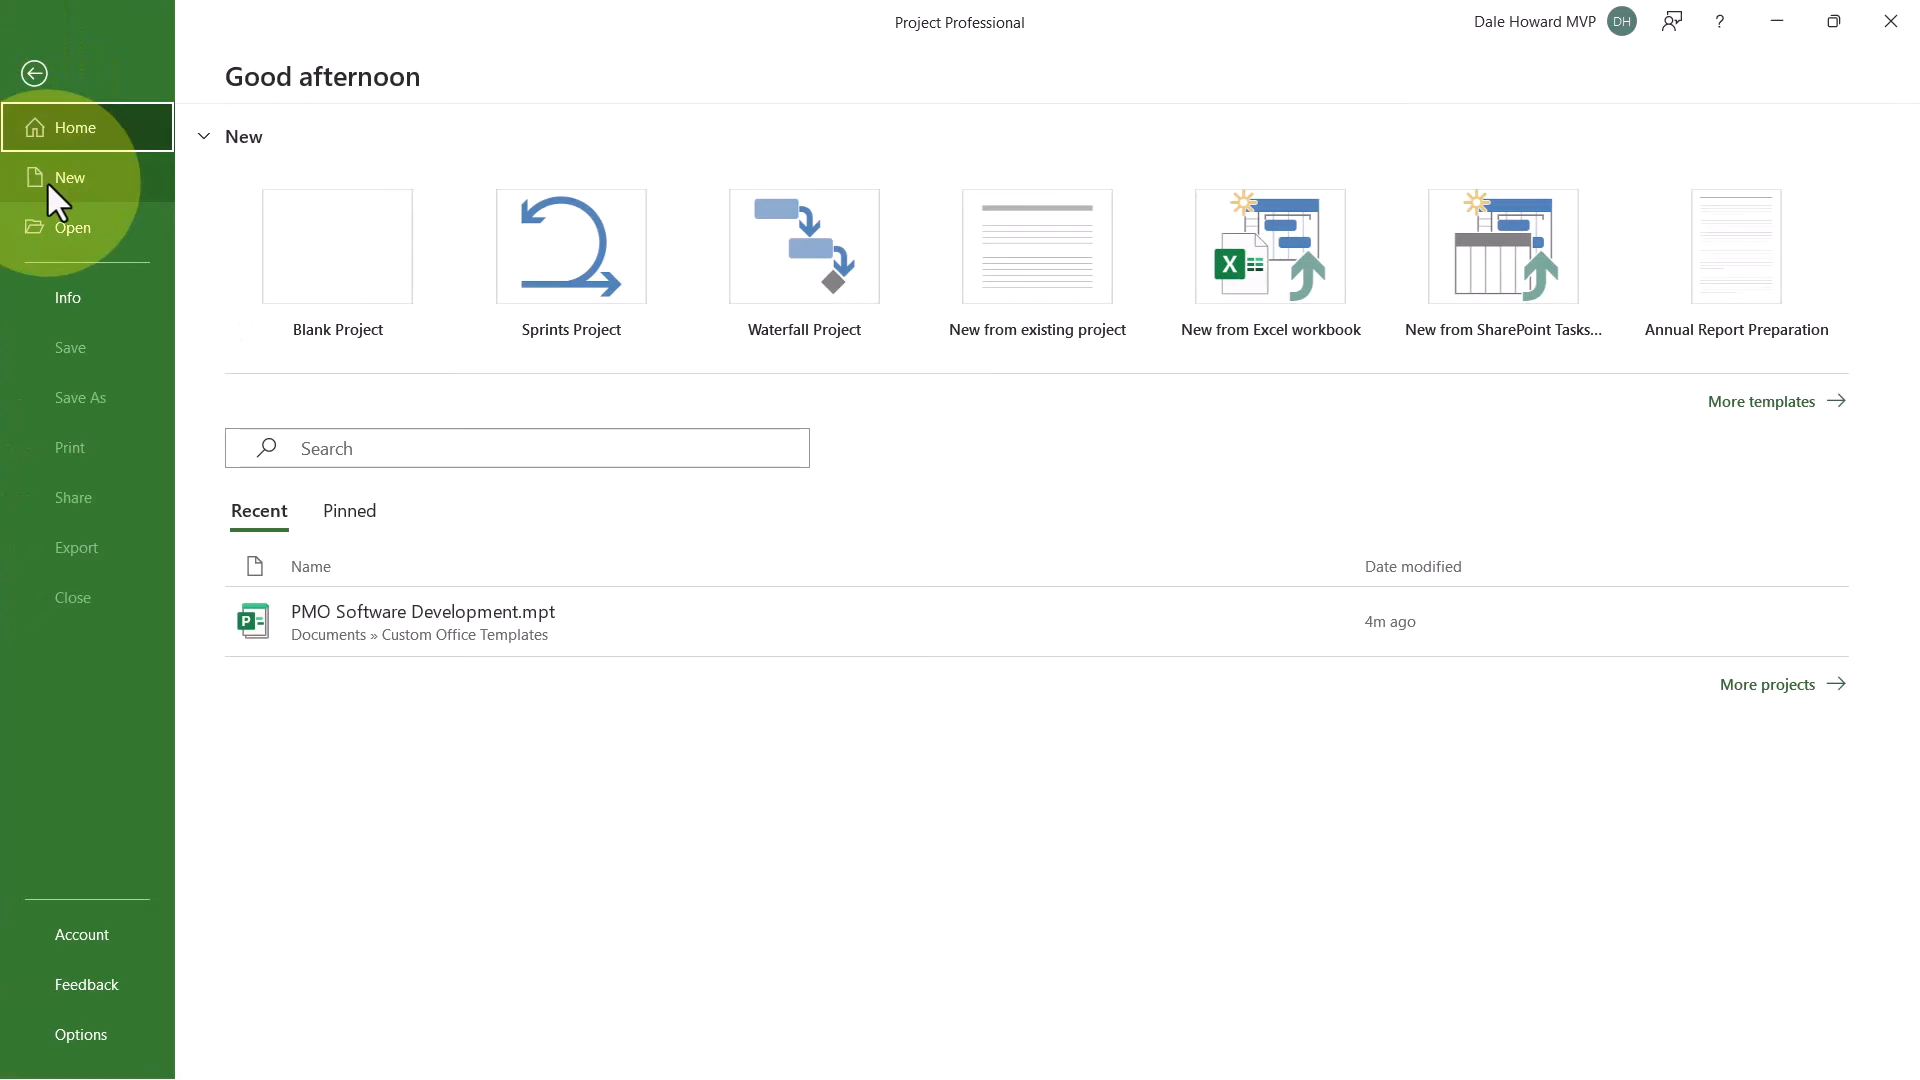 Project Professional
Dale Howard MVP
DH
?
Good afternoon
Home
New
Open
Info
Save
Save As
Print
Share
Export
Close
Account
Feedback
Options
New
Blank Project
Sprints Project
Waterfall Project
New from existing project
X
New from Excel workbook
New from SharePoint Tasks...
Annual Report Preparation
More templates
Search
Recent
Pinned
Name
Date modified
P
PMO Software Development.mpt
Documents » Custom Office Templates
4m ago
More projects